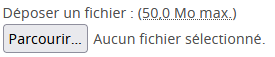 Déposer un fichier : (50,0 Mo max.)
Parcourir... Aucun fichier sélectionné.